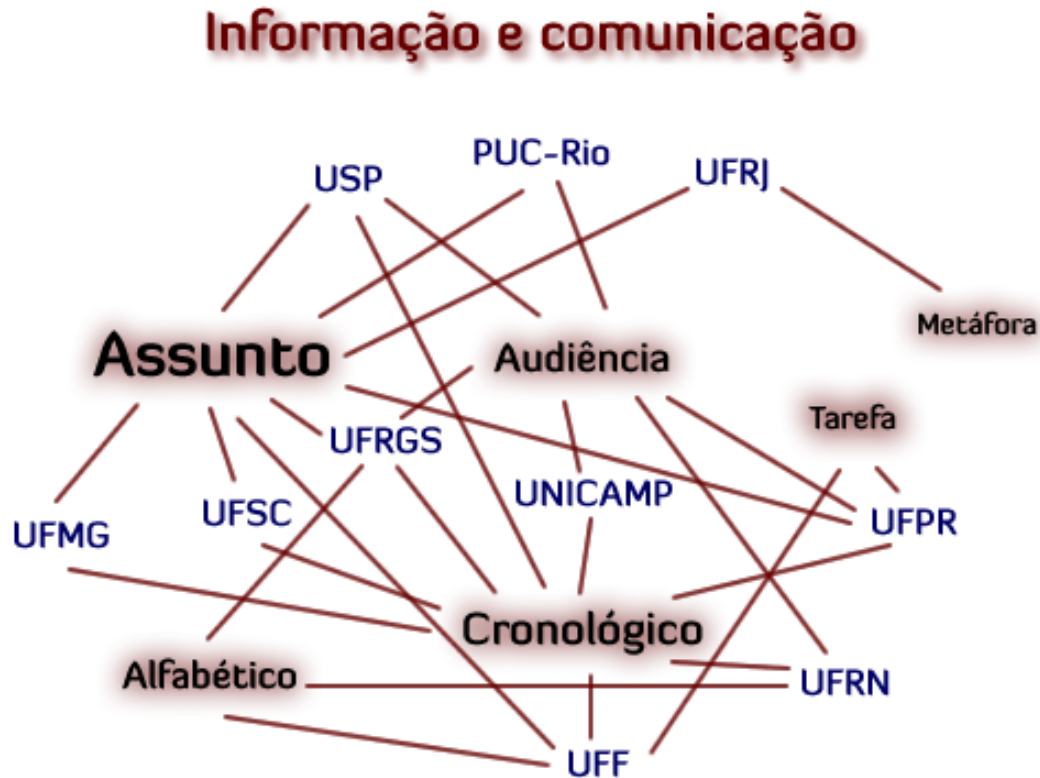 Informação e comunicação
PUC-Rio
USP
UFRJ
Metáfora
Assunto
Audiência
Tarefa
UFRGS
UNICAMP
UFSC
UFPR
UFMG
Cronológico
Alfabético
UFRN
UFF